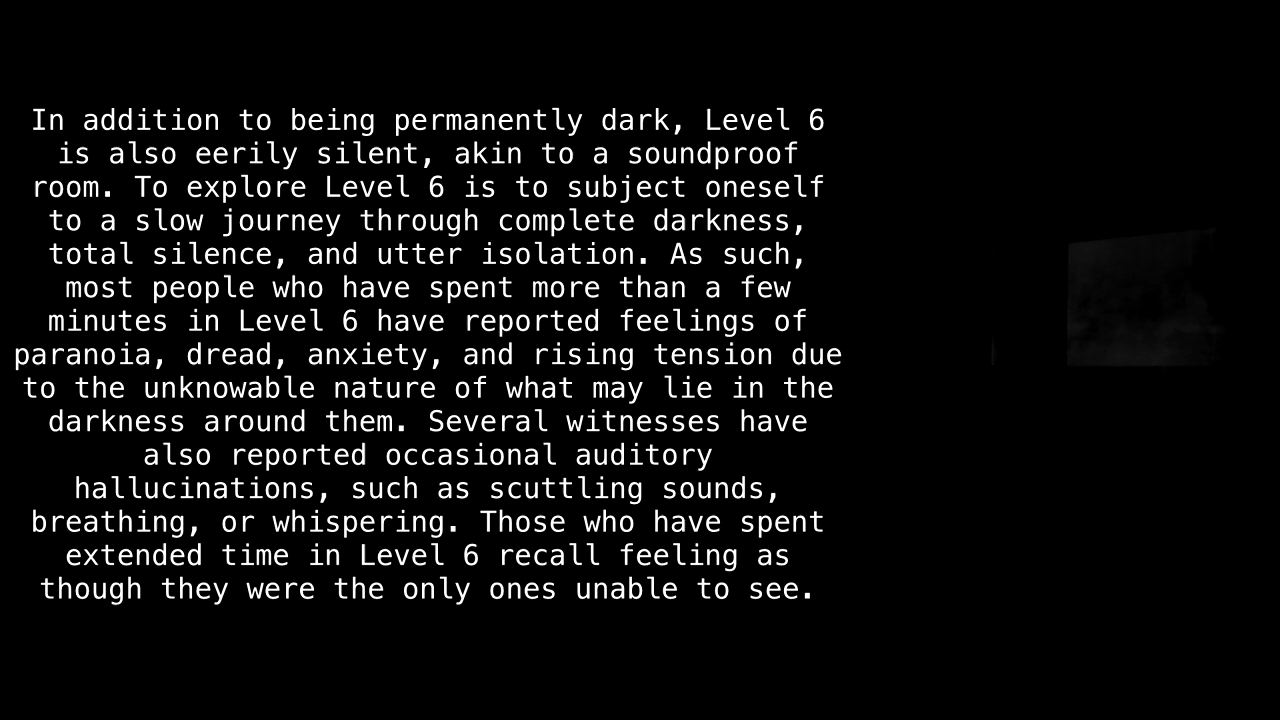 In addition to being permanently dark, Level 6
is also eerily silent, akin to a soundproof
room. To explore Level 6 is to subject oneself
to a slow journey through complete darkness,
total silence, and utter isolation. As such,
most people who have spent more than a few
minutes in Level 6 have reported feelings of
paranoia, dread, anxiety, and rising tension due
to the unknowable nature of what may lie in the
darkness around them. Several witnesses have
also reported occasional auditory
hallucinations, such as scuttling sounds,
breathing, or whispering. Those who have spent
extended time in Level 6 recall feeling as
though they were the only ones unable to see.